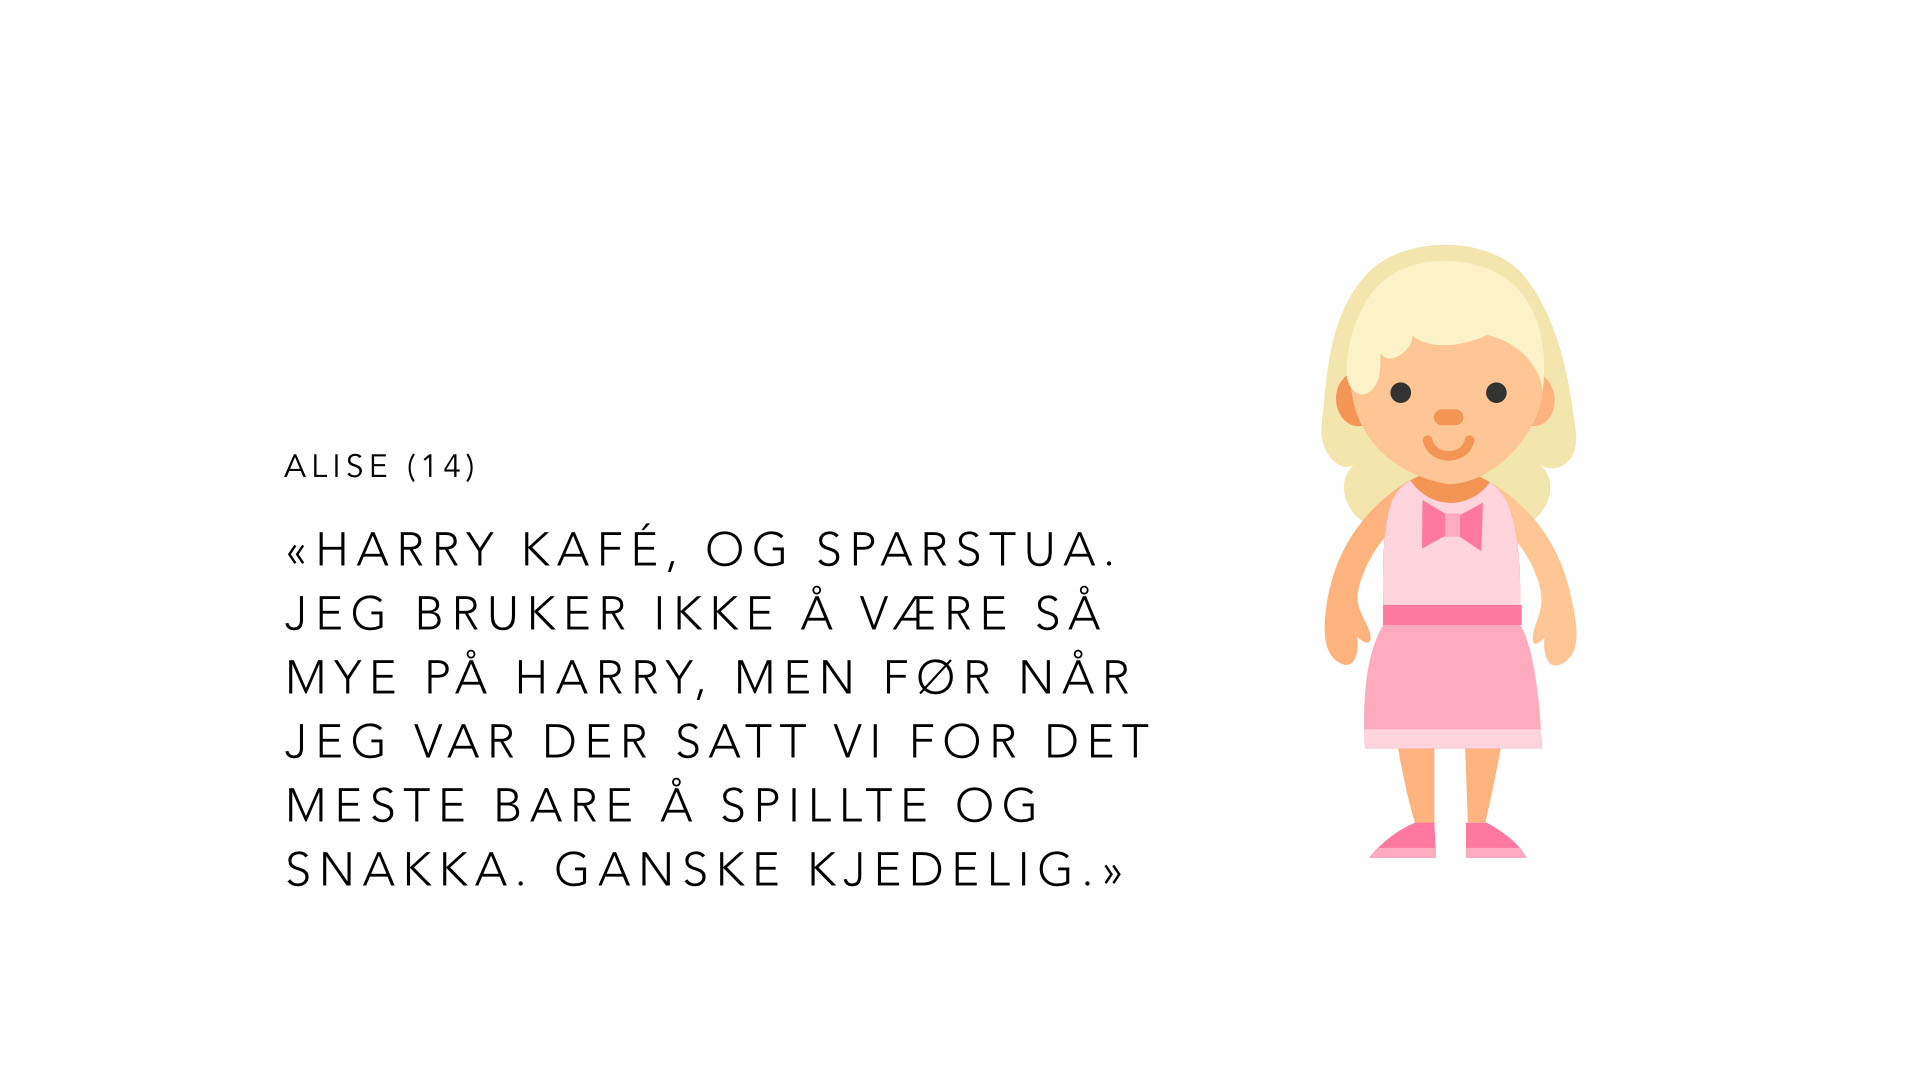 ALISE (14)
«HARRY KAFÉ, OG SPARSTUA.
JEG BRUKER IKKE Å VÆRE SÅ
MYE PÅ HARRY, MEN FØR NÅR
JEG VAR DER SATT VI FOR DET
MESTE BARE Å SPILLTE OG
SNAKKA. GANSKE KJEDELIG.»